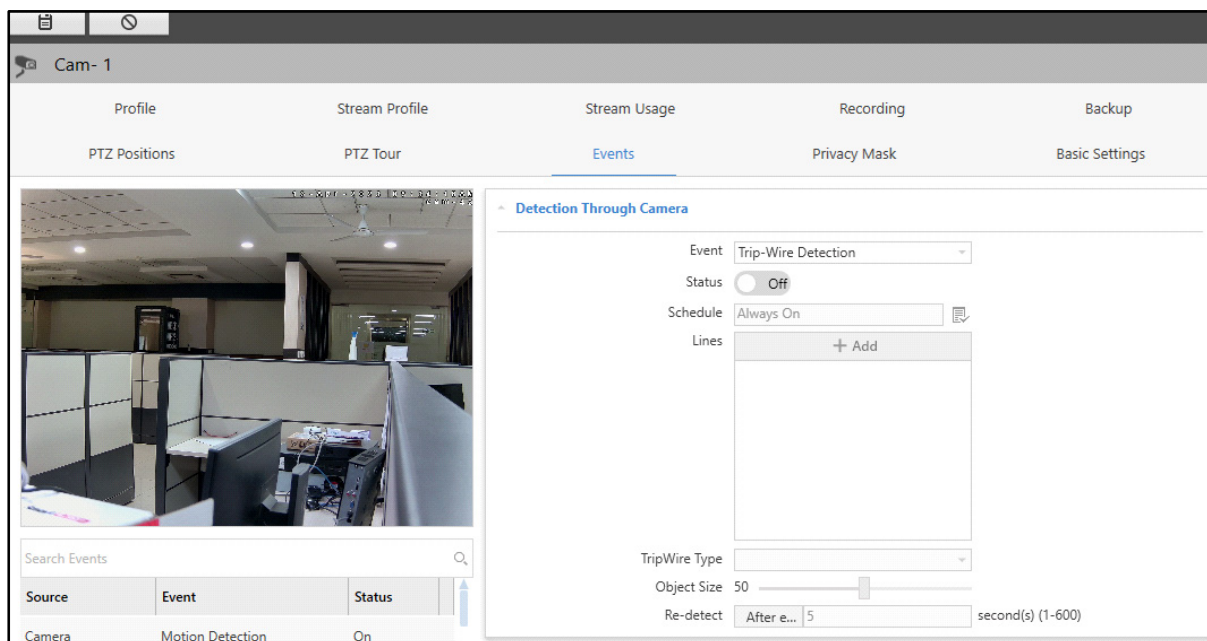 Cam- 1
Profile Stream Profile Stream Usage Recording Backup
PTZ Positions PTZ Tour Events Privacy Mask Basic Settings
Detection Through Camera
Event Trip-Wire Detection
Status Off
Schedule Always On
Lines + Add
TripWire Type
Object Size 50
Re-detect After e... 5 second(s) (1-600)
Search Events
Source Event Status
Camera Motion Detection On